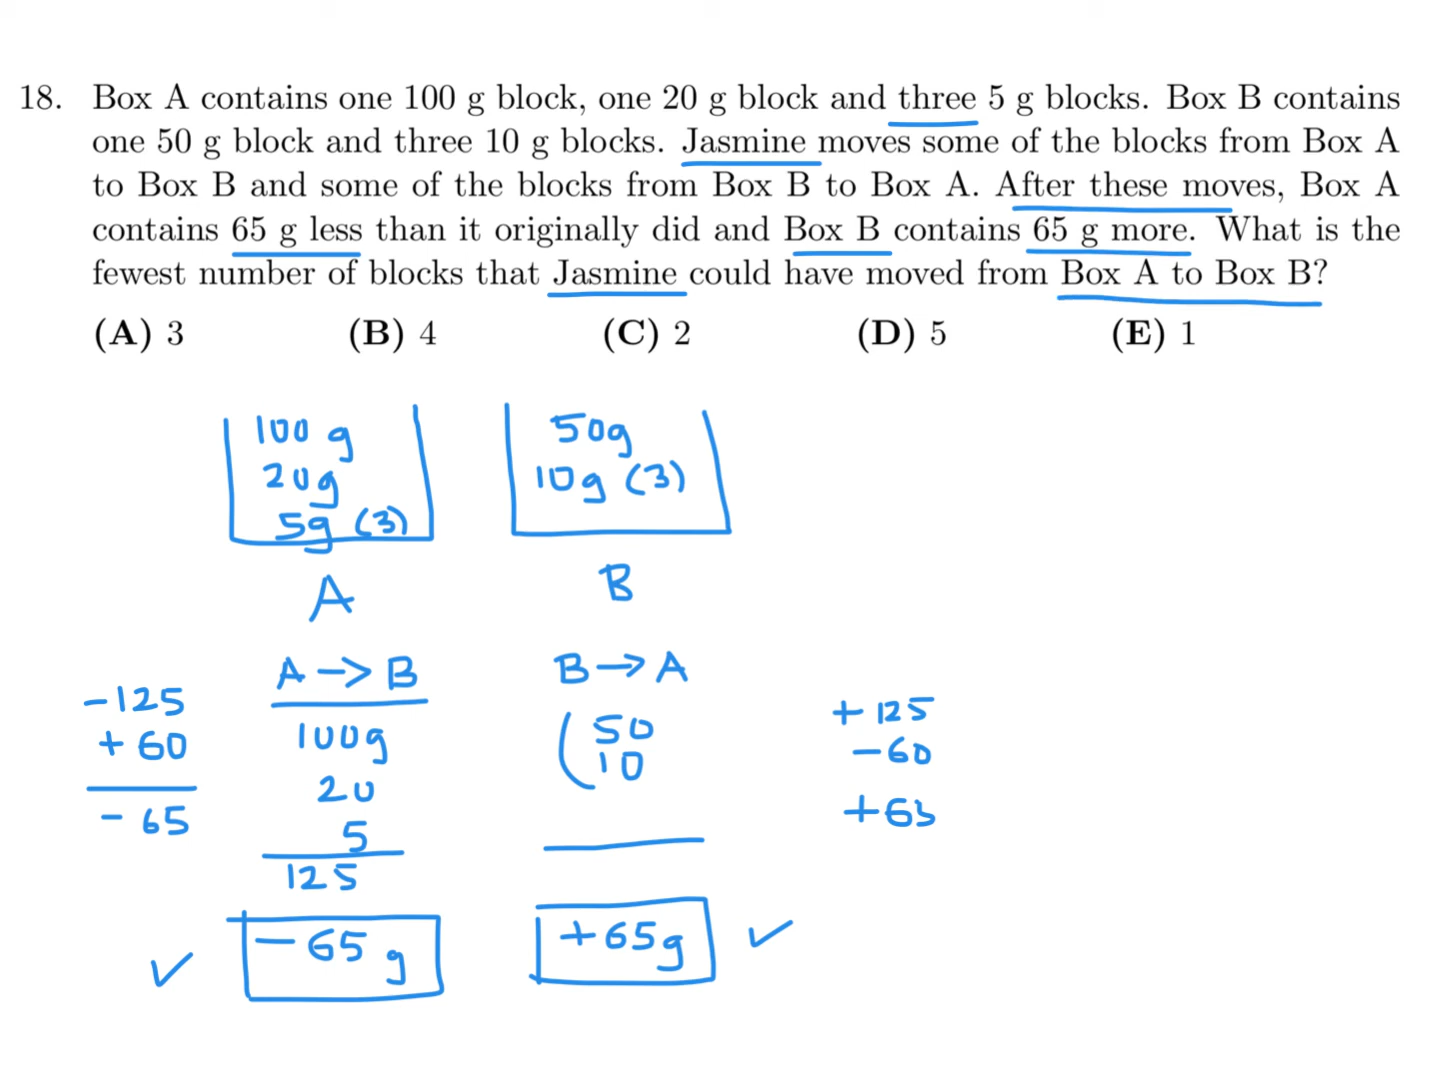 18. Box A contains one 100 g block, one 20 g block and three 5 g blocks. Box B contains
one 50 g block and three 10 g blocks. Jasmine moves some of the blocks from Box A
to Box B and some of the blocks from Box B to Box A. After these moves, Box A
contains 65 g less than it originally did and Box B contains 65 g more. What is the
fewest number of blocks that Jasmine could have moved from Box A to Box B?
(A) 3 (B) 4 (C) 2 (D) 5 (E) 1
100 g
20g
5g (3)
A
50g
10g (3)
B
A -> B
100g
20
5
125
-65 g
-125
+ 60
- 65
B -> A
50
10
+65g
+ 125
- 60
+65